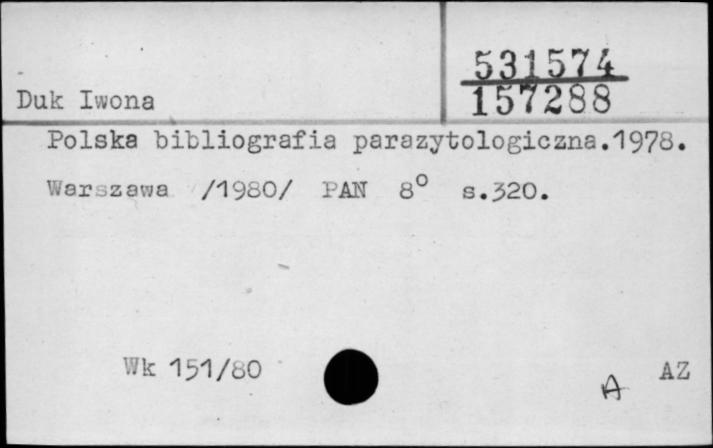 531574
157288
Duk Iwona
Polska bibliografia parazytologiczna.1978.
Warszawa /1980/ PAN 8° s.320.
Wk 151/80
A AZ